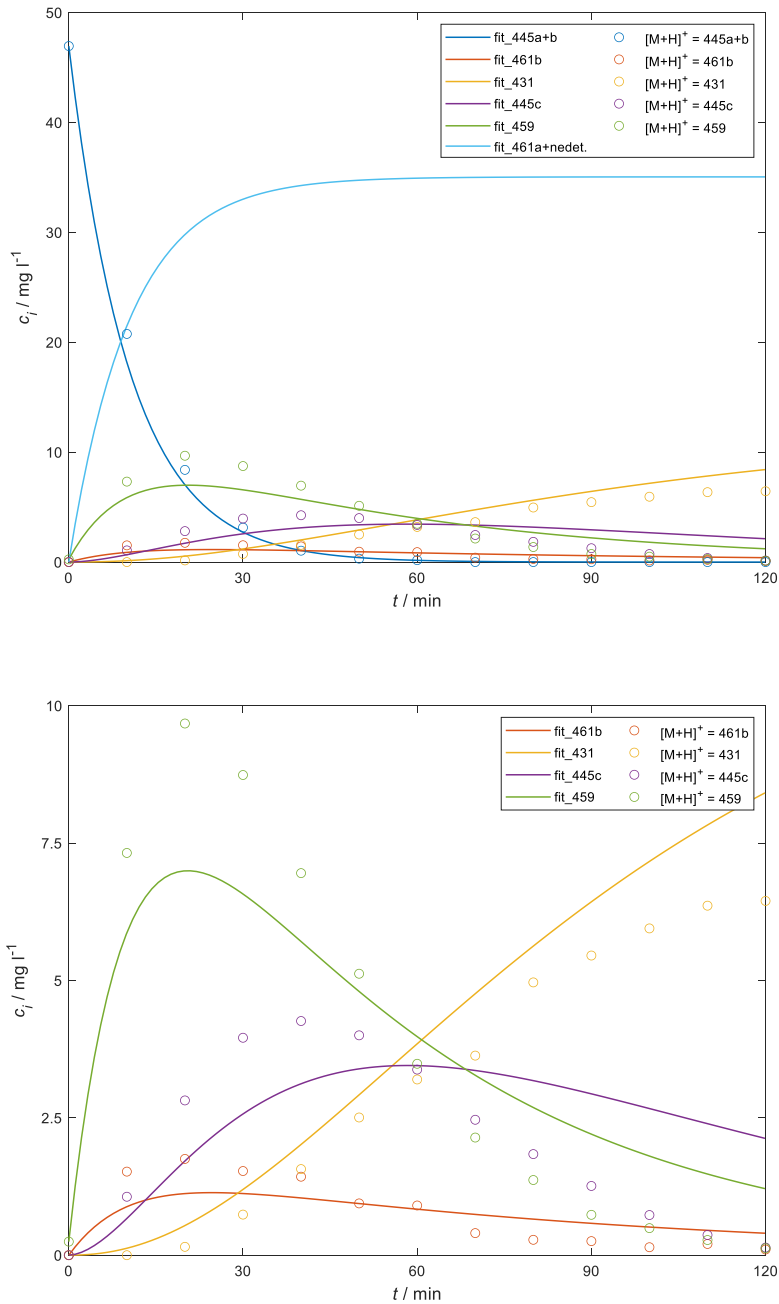 50
40
30
20
10
0
c_i / mg l^-1
fit_445a+b [M+H]^+ = 445a+b
fit_461b [M+H]^+ = 461b
fit_431 [M+H]^+ = 431
fit_445c [M+H]^+ = 445c
fit_459 [M+H]^+ = 459
fit_461a+nedet.
0 30 60 90 120
t / min
10
7.5
5
2.5
0
c_i / mg l^-1
fit_461b [M+H]^+ = 461b
fit_431 [M+H]^+ = 431
fit_445c [M+H]^+ = 445c
fit_459 [M+H]^+ = 459
0 30 60 90 120
t / min